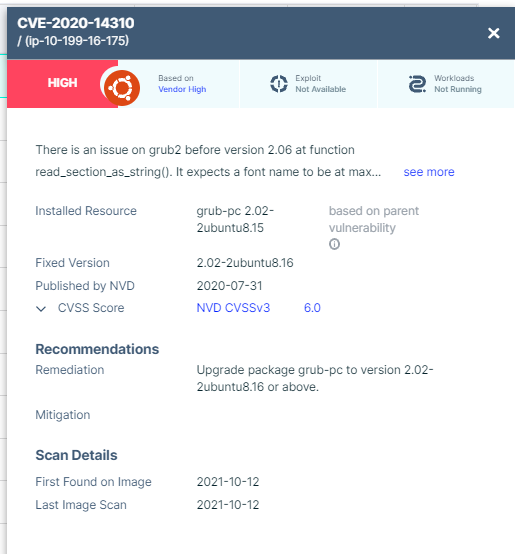 CVE-2020-14310
/ (ip-10-199-16-175)
HIGH
Based on
Vendor High
Exploit
Not Available
Workloads
Not Running
There is an issue on grub2 before version 2.06 at function
read_section_as_string(). It expects a font name to be at max... see more
Installed Resource grub-pc 2.02- based on parent
2ubuntu8.15 vulnerability
Fixed Version 2.02-2ubuntu8.16
Published by NVD 2020-07-31
CVSS Score NVD CVSSv3 6.0
Recommendations
Remediation Upgrade package grub-pc to version 2.02-
2ubuntu8.16 or above.
Mitigation
Scan Details
First Found on Image 2021-10-12
Last Image Scan 2021-10-12